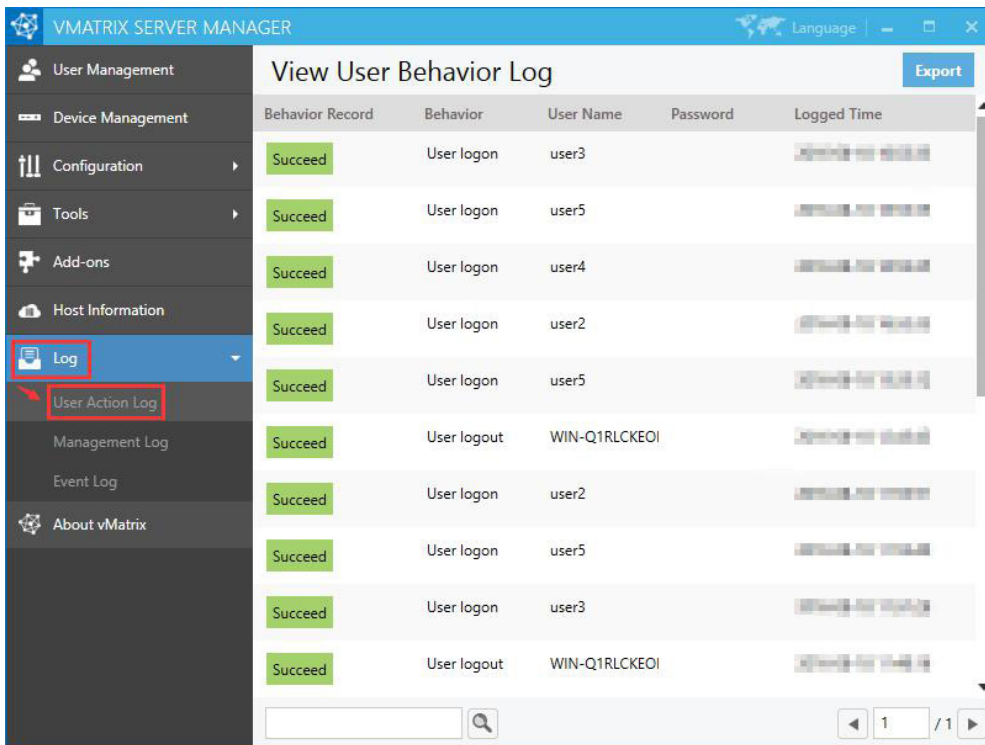 VMATRIX SERVER MANAGER Language
User Management
Device Management
Configuration
Tools
Add-ons
Host Information
Log
User Action Log
Management Log
Event Log
About vMatrix
View User Behavior Log Export
Behavior Record Behavior User Name Password Logged Time
Succeed User logon user3
Succeed User logon user5
Succeed User logon user4
Succeed User logon user2
Succeed User logon user5
Succeed User logout WIN-Q1RLCKEOI
Succeed User logon user2
Succeed User logon user5
Succeed User logon user3
Succeed User logout WIN-Q1RLCKEOI
1 / 1